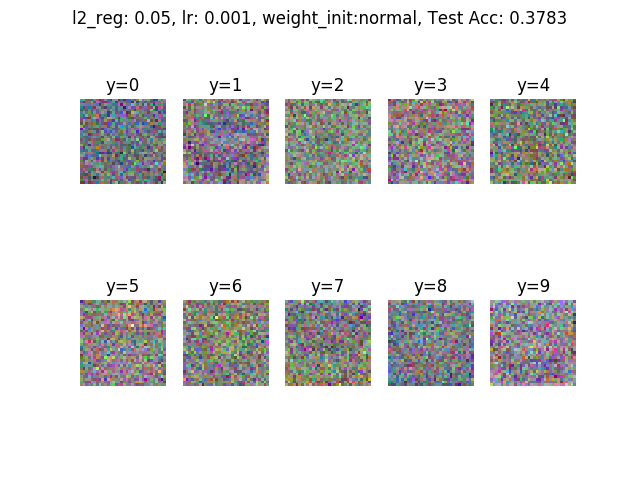 l2_reg: 0.05, lr: 0.001, weight_init:normal, Test Acc: 0.3783
y=0 y=1 y=2 y=3 y=4
y=5 y=6 y=7 y=8 y=9